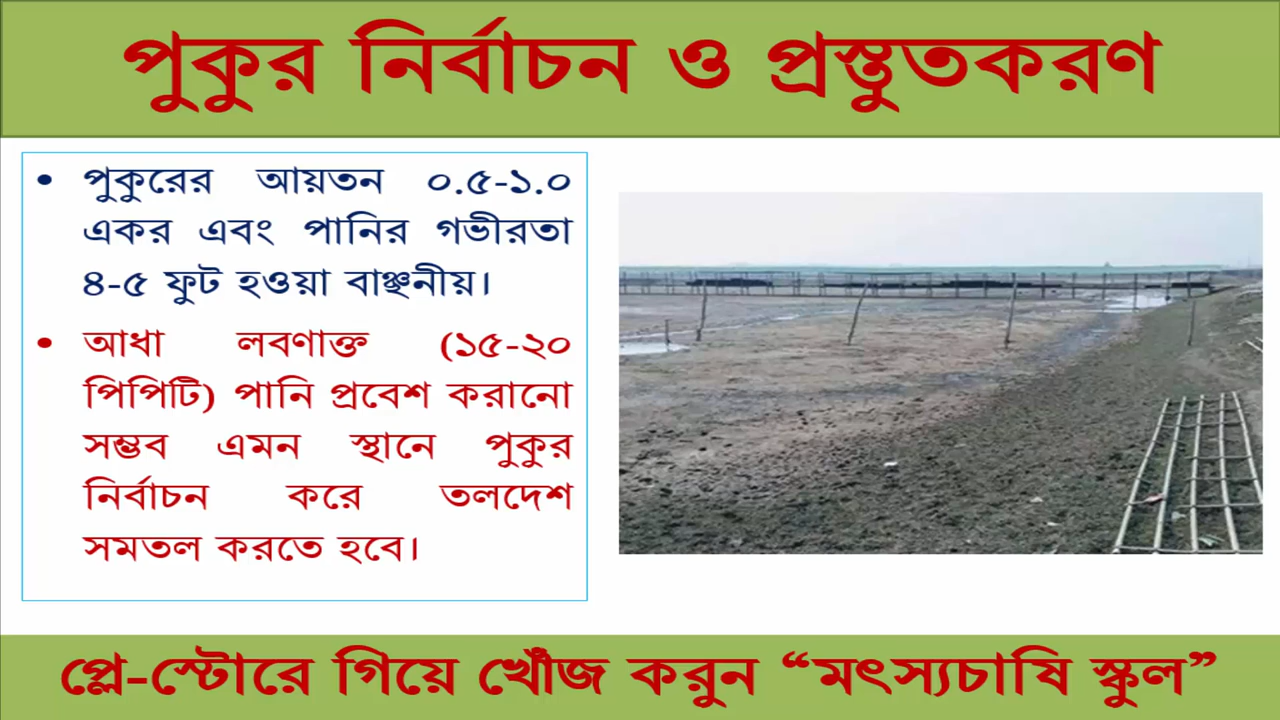 পুকুর নির্বাচন ও প্রস্তুতকরণ
• পুকুরের আয়তন ০.৫-১.০
একর এবং পানির গভীরতা
৪-৫ ফুট হওয়া বাঞ্চনীয়।
• আধা লবণাক্ত (১৫-২০
পিপিটি) পানি প্রবেশ করানো
সম্ভব এমন স্থানে পুকুর
নির্বাচন করে তলদেশ
সমতল করতে হবে।
প্লে-স্টোরে গিয়ে খোঁজ করুন “মৎস্যচাষি স্কুল”